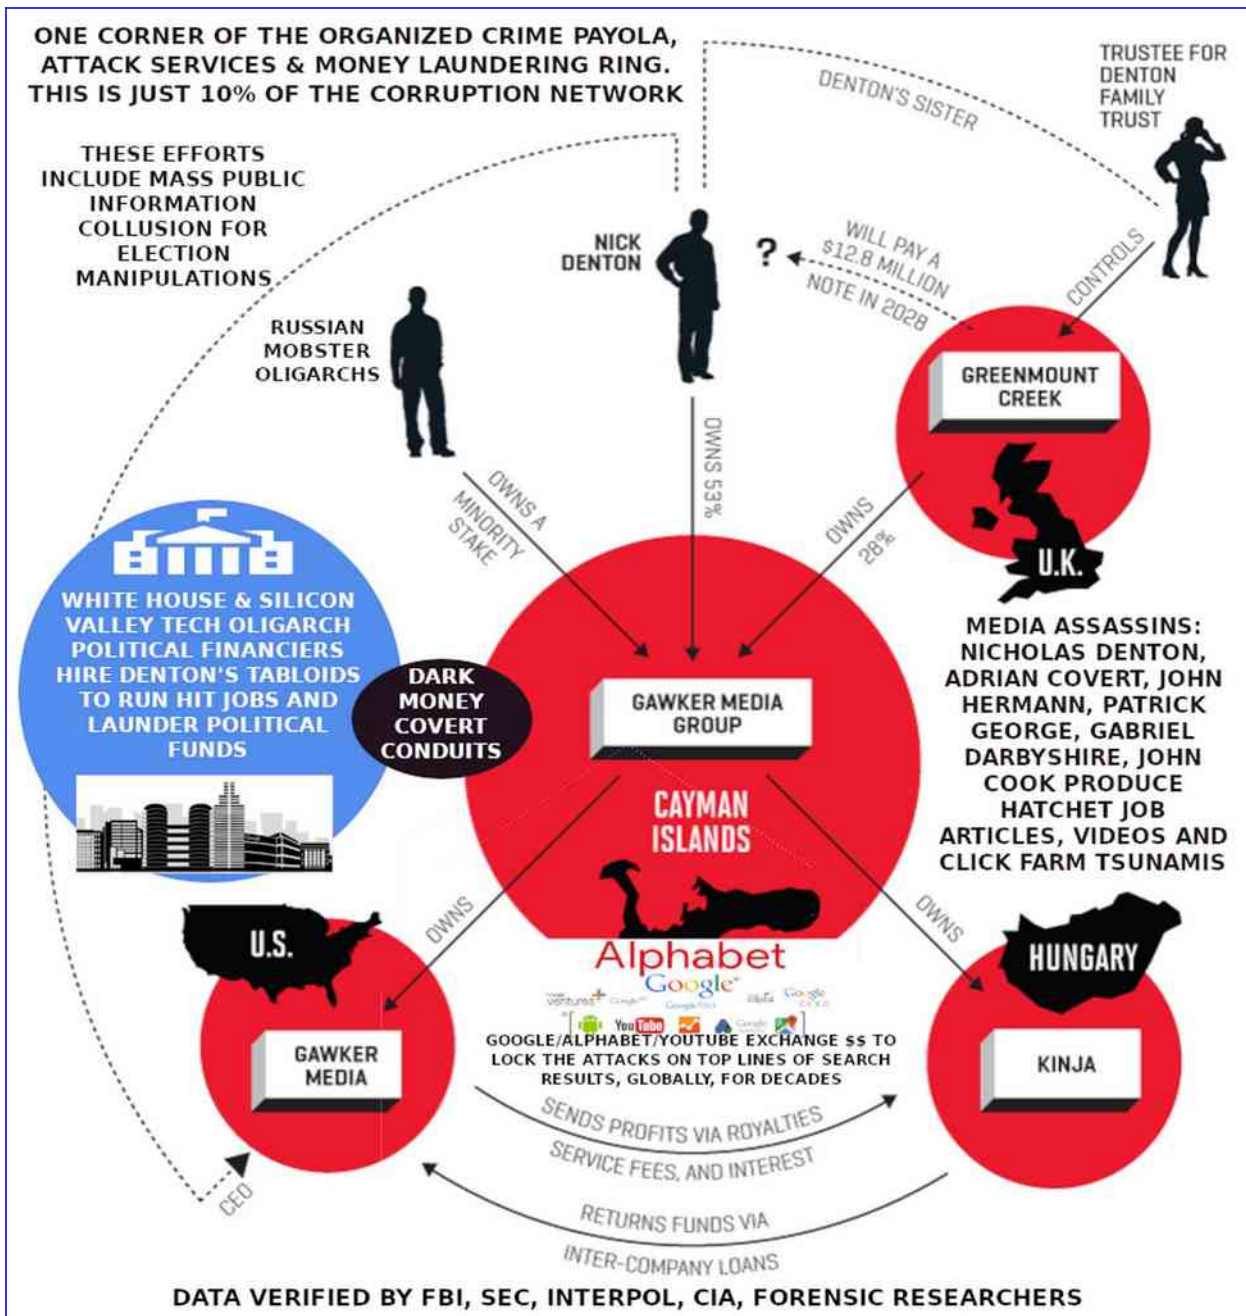 ONE CORNER OF THE ORGANIZED CRIME PAYOLA,
ATTACK SERVICES & MONEY LAUNDERING RING.
THIS IS JUST 10% OF THE CORRUPTION NETWORK
THESE EFFORTS
INCLUDE MASS PUBLIC
INFORMATION
COLLUSION FOR
ELECTION
MANIPULATIONS
DENTON'S SISTER
TRUSTEE FOR
DENTON
FAMILY
TRUST
NICK
DENTON
?
WILL PAY A
$12.8 MILLION
NOTE IN 2028
CONTROLS
RUSSIAN
MOBSTER
OLIGARCHS
GREENMOUNT
CREEK
U.K.
OWNS A
MINORITY
STAKE
OWNS 53%
OWNS
28%
WHITE HOUSE & SILICON
VALLEY TECH OLIGARCH
POLITICAL FINANCIERS
HIRE DENTON'S TABLOIDS
TO RUN HIT JOBS AND
LAUNDER POLITICAL
FUNDS
DARK
MONEY
COVERT
CONDUITS
GAWKER MEDIA
GROUP
CAYMAN
ISLANDS
MEDIA ASSASSINS:
NICHOLAS DENTON,
ADRIAN COVERT, JOHN
HERMANN, PATRICK
GEORGE, GABRIEL
DARBYSHIRE, JOHN
COOK PRODUCE
HATCHET JOB
ARTICLES, VIDEOS AND
CLICK FARM TSUNAMIS
OWNS
OWNS
U.S.
GAWKER
MEDIA
Alphabet
Google
ventures
Google
YouTube
Google
GOOGLE/ALPHABET/YOUTUBE EXCHANGE $$ TO
LOCK THE ATTACKS ON TOP LINES OF SEARCH
RESULTS, GLOBALLY, FOR DECADES
HUNGARY
KINJA
SENDS PROFITS VIA ROYALTIES
SERVICE FEES, AND INTEREST
CEO
RETURNS FUNDS VIA
INTER-COMPANY LOANS
DATA VERIFIED BY FBI, SEC, INTERPOL, CIA, FORENSIC RESEARCHERS